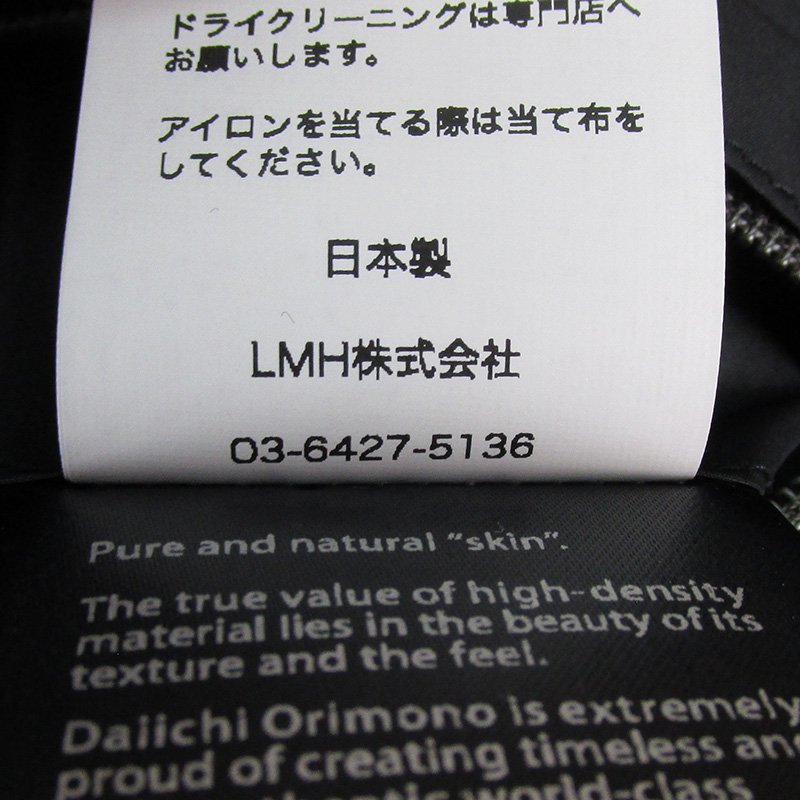 ドライクリーニングは専門店へ
お願いします。
アイロンを当てる際は当て布を
してください。
日本製
LMH株式会社
03-6427-5136
Pure and natural "skin".
The true value of high-density
material lies in the beauty of its
texture and the feel.
Daiichi Orimono is extremely
proud of creating timeless and
world-class